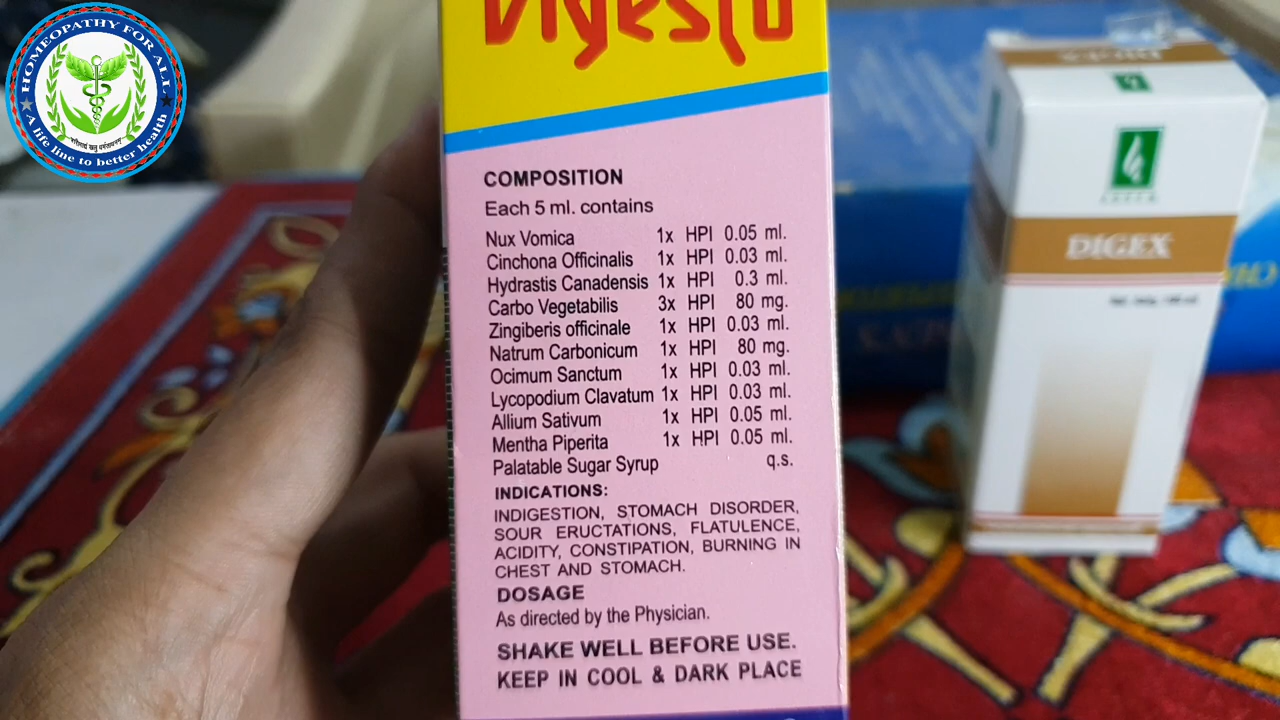 HOMEOPATHY FOR ALL
A life line to better health
Digesto
COMPOSITION
Each 5 ml. contains
Nux Vomica 1x HPI 0.05 ml.
Cinchona Officinalis 1x HPI 0.03 ml.
Hydrastis Canadensis 1x HPI 0.3 ml.
Carbo Vegetabilis 3x HPI 80 mg.
Zingiberis officinale 1x HPI 0.03 ml.
Natrum Carbonicum 1x HPI 80 mg.
Ocimum Sanctum 1x HPI 0.03 ml.
Lycopodium Clavatum 1x HPI 0.03 ml.
Allium Sativum 1x HPI 0.05 ml.
Mentha Piperita 1x HPI 0.05 ml.
Palatable Sugar Syrup q.s.
INDICATIONS:
INDIGESTION, STOMACH DISORDER,
SOUR ERUCTATIONS, FLATULENCE,
ACIDITY, CONSTIPATION, BURNING IN
CHEST AND STOMACH.
DOSAGE
As directed by the Physician.
SHAKE WELL BEFORE USE.
KEEP IN COOL & DARK PLACE
DIGEX
DIGEX